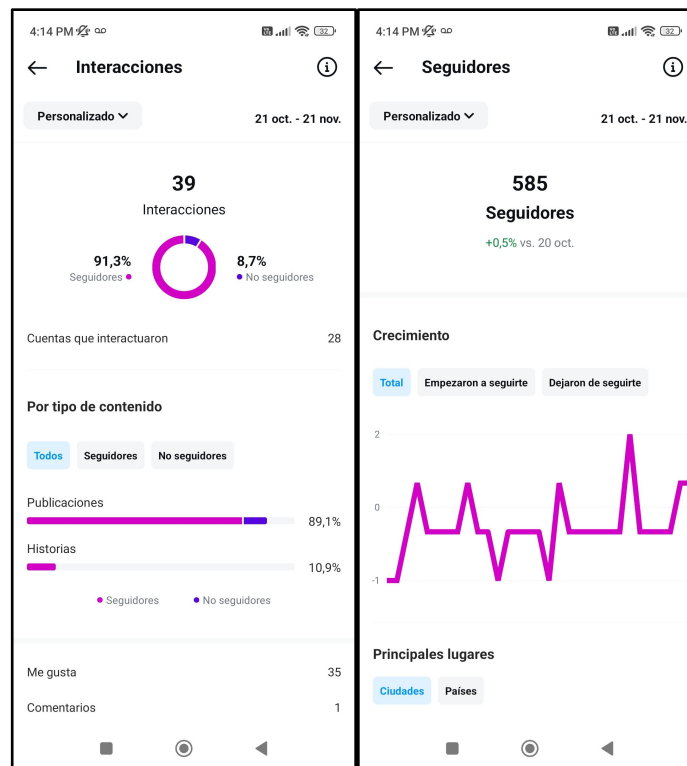 4:14 PM
32
Interacciones
Personalizado
21 oct. - 21 nov.
39
Interacciones
91,3%
Seguidores
8,7%
No seguidores
Cuentas que interactuaron 28
Por tipo de contenido
Todos Seguidores No seguidores
Publicaciones
89,1%
Historias
10,9%
Seguidores No seguidores
Me gusta 35
Comentarios 1
4:14 PM
32
Seguidores
Personalizado
21 oct. - 21 nov.
585
Seguidores
+0,5% vs. 20 oct.
Crecimiento
Total Empezaron a seguirte Dejaron de seguirte
2
0
-1
Principales lugares
Ciudades Países